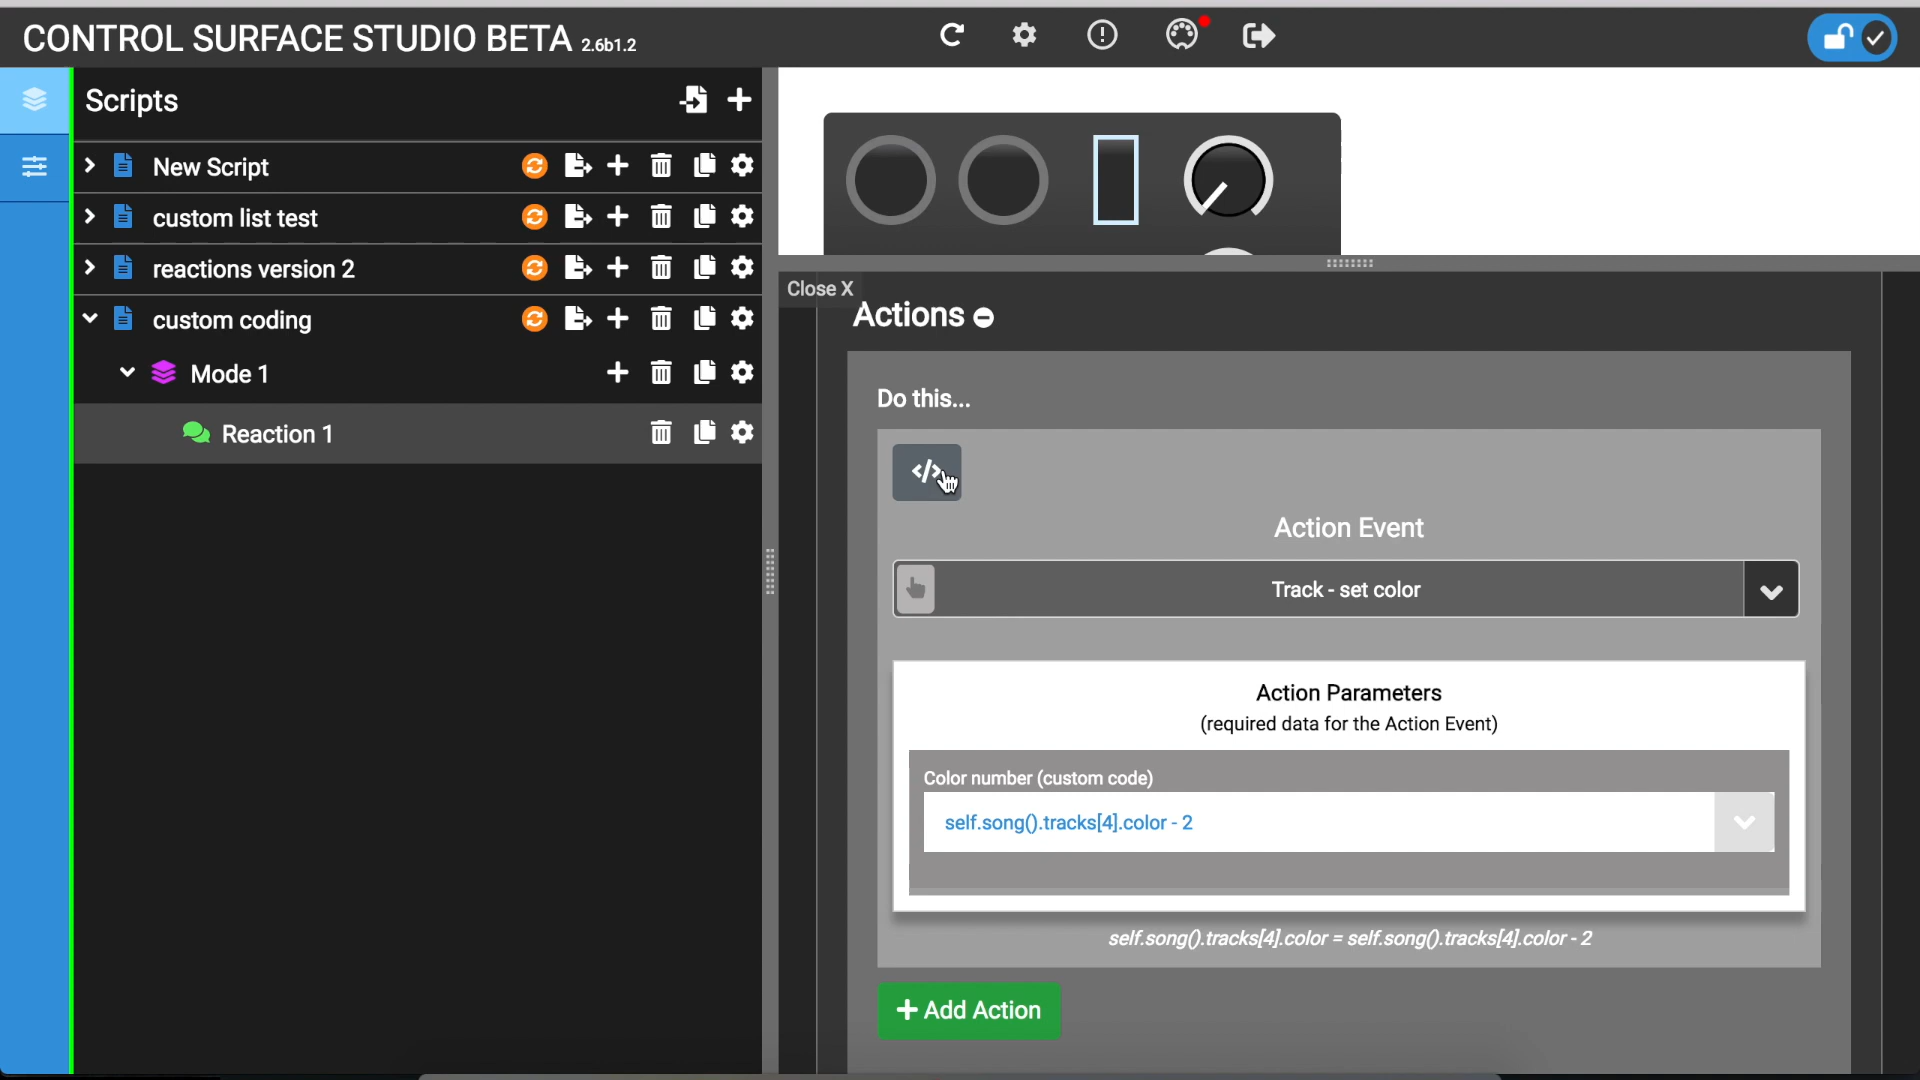 CONTROL SURFACE STUDIO BETA 2.6b1.2
Scripts
New Script
custom list test
reactions version 2
custom coding
Mode 1
Reaction 1
Close X
Actions
Do this...
</>
Action Event
Track - set color
Action Parameters
(required data for the Action Event)
Color number (custom code)
self.song().tracks[4].color - 2
self.song().tracks[4].color = self.song().tracks[4].color - 2
+ Add Action